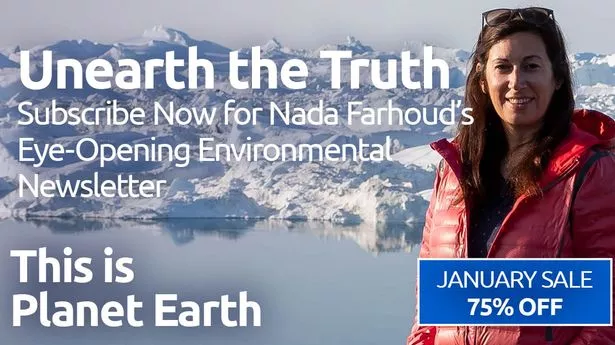 Unearth the Truth
Subscribe Now for Nada Farhoud's
Eye-Opening Environmental
Newsletter
This is
Planet Earth
JANUARY SALE
75% OFF